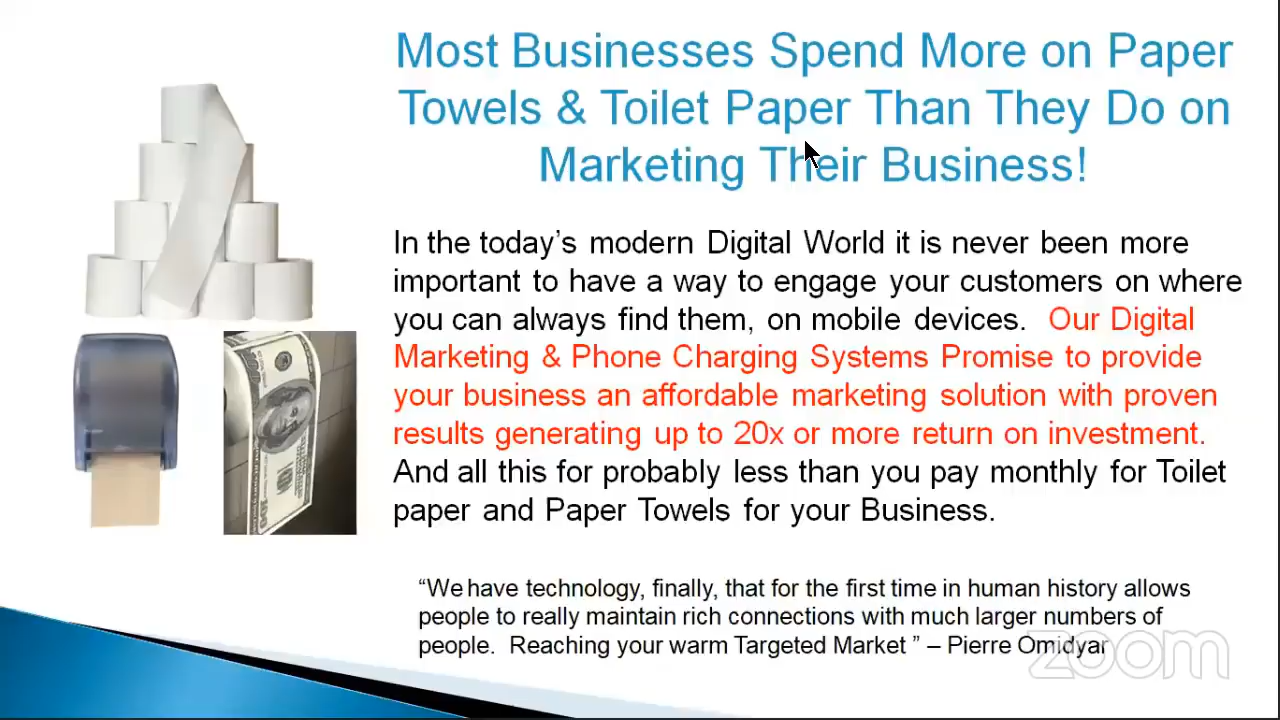 Most Businesses Spend More on Paper
Towels & Toilet Paper Than They Do on
Marketing Their Business!
In the today's modern Digital World it is never been more
important to have a way to engage your customers on where
you can always find them, on mobile devices.  Our Digital
Marketing & Phone Charging Systems Promise to provide
your business an affordable marketing solution with proven
results generating up to 20x or more return on investment.
And all this for probably less than you pay monthly for Toilet
paper and Paper Towels for your Business.
“We have technology, finally, that for the first time in human history allows
people to really maintain rich connections with much larger numbers of
people.  Reaching your warm Targeted Market ” – Pierre Omidyar
zoom